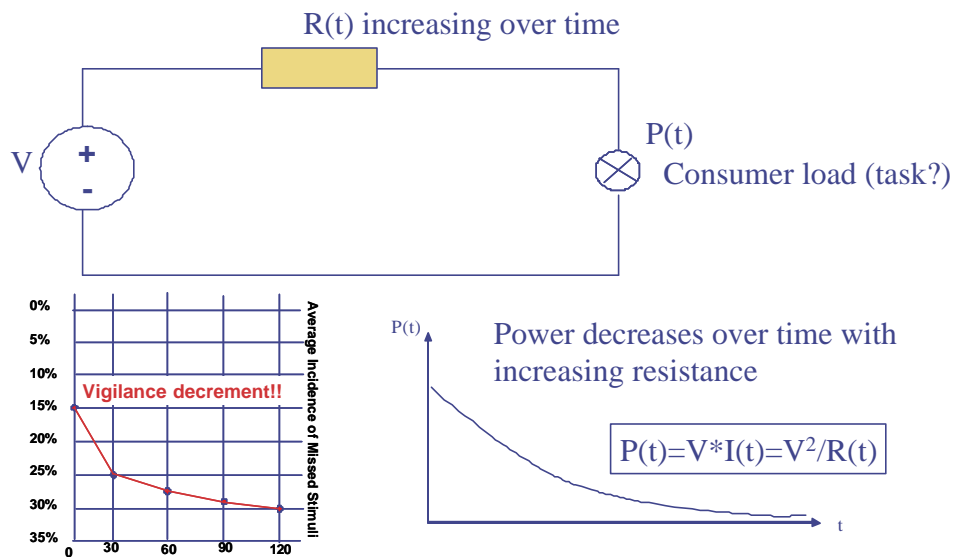 R(t) increasing over time
V
+
-
P(t)
Consumer load (task?)
0%
5%
10%
15%
20%
25%
30%
35%
0
30
60
90
120
Average Incidence of Missed Stimuli
Vigilance decrement!!
P(t)
Power decreases over time with
increasing resistance
P(t)=V*I(t)=V²/R(t)
t